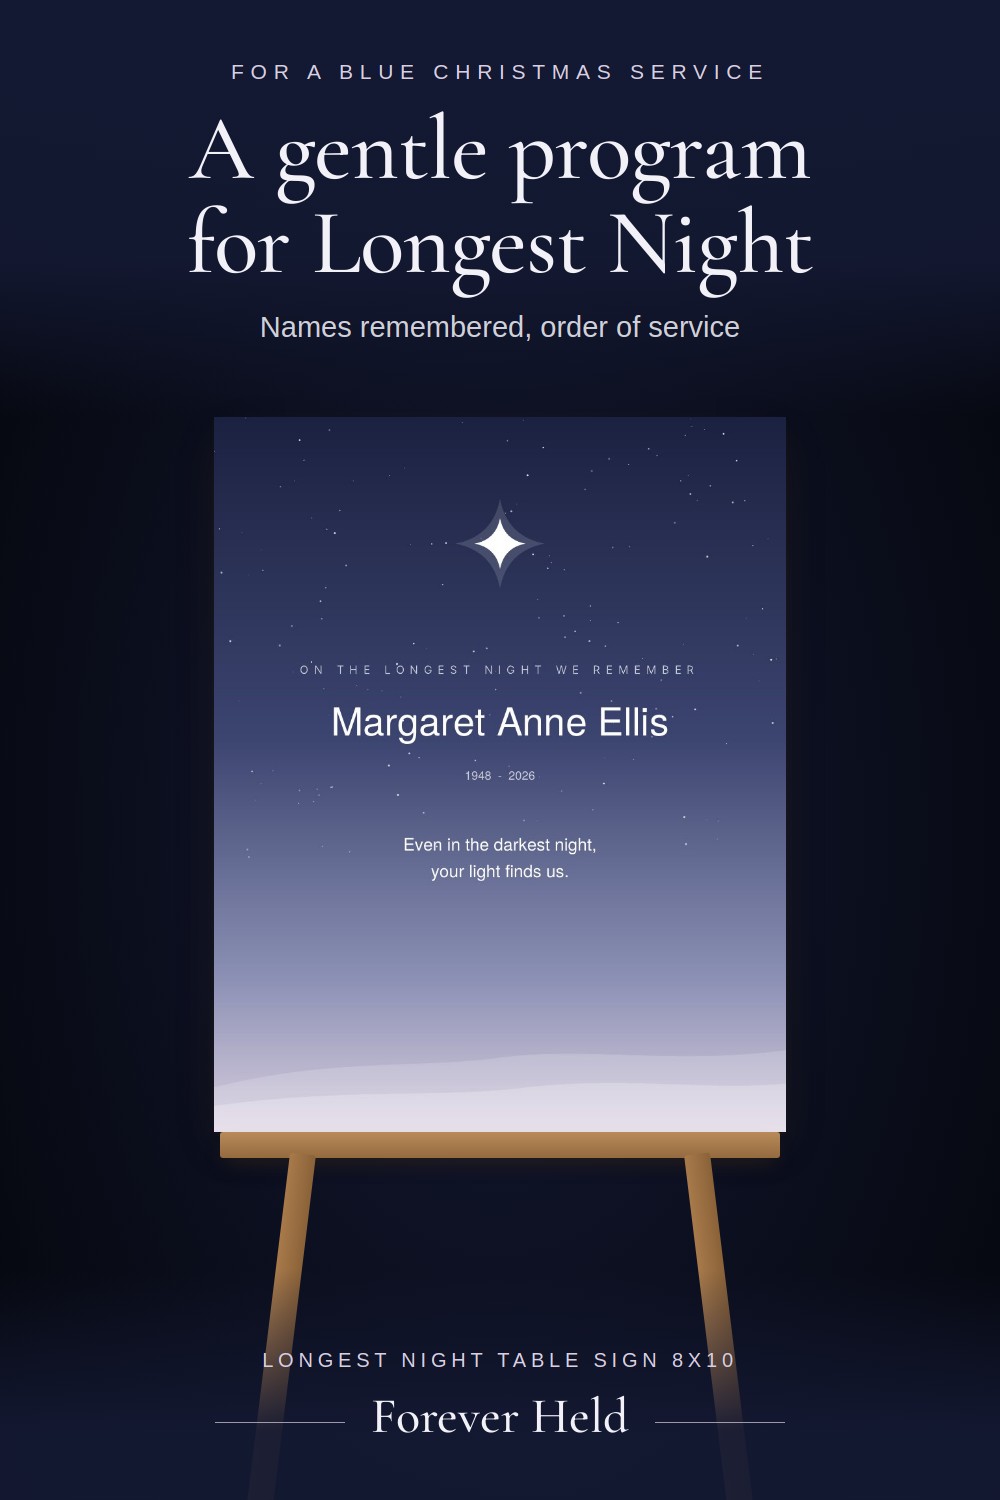 FOR A BLUE CHRISTMAS SERVICE
A gentle program
for Longest Night
Names remembered, order of service
ON THE LONGEST NIGHT WE REMEMBER
Margaret Anne Ellis
1948 - 2026
Even in the darkest night,
your light finds us.
LONGEST NIGHT TABLE SIGN 8X10
Forever Held